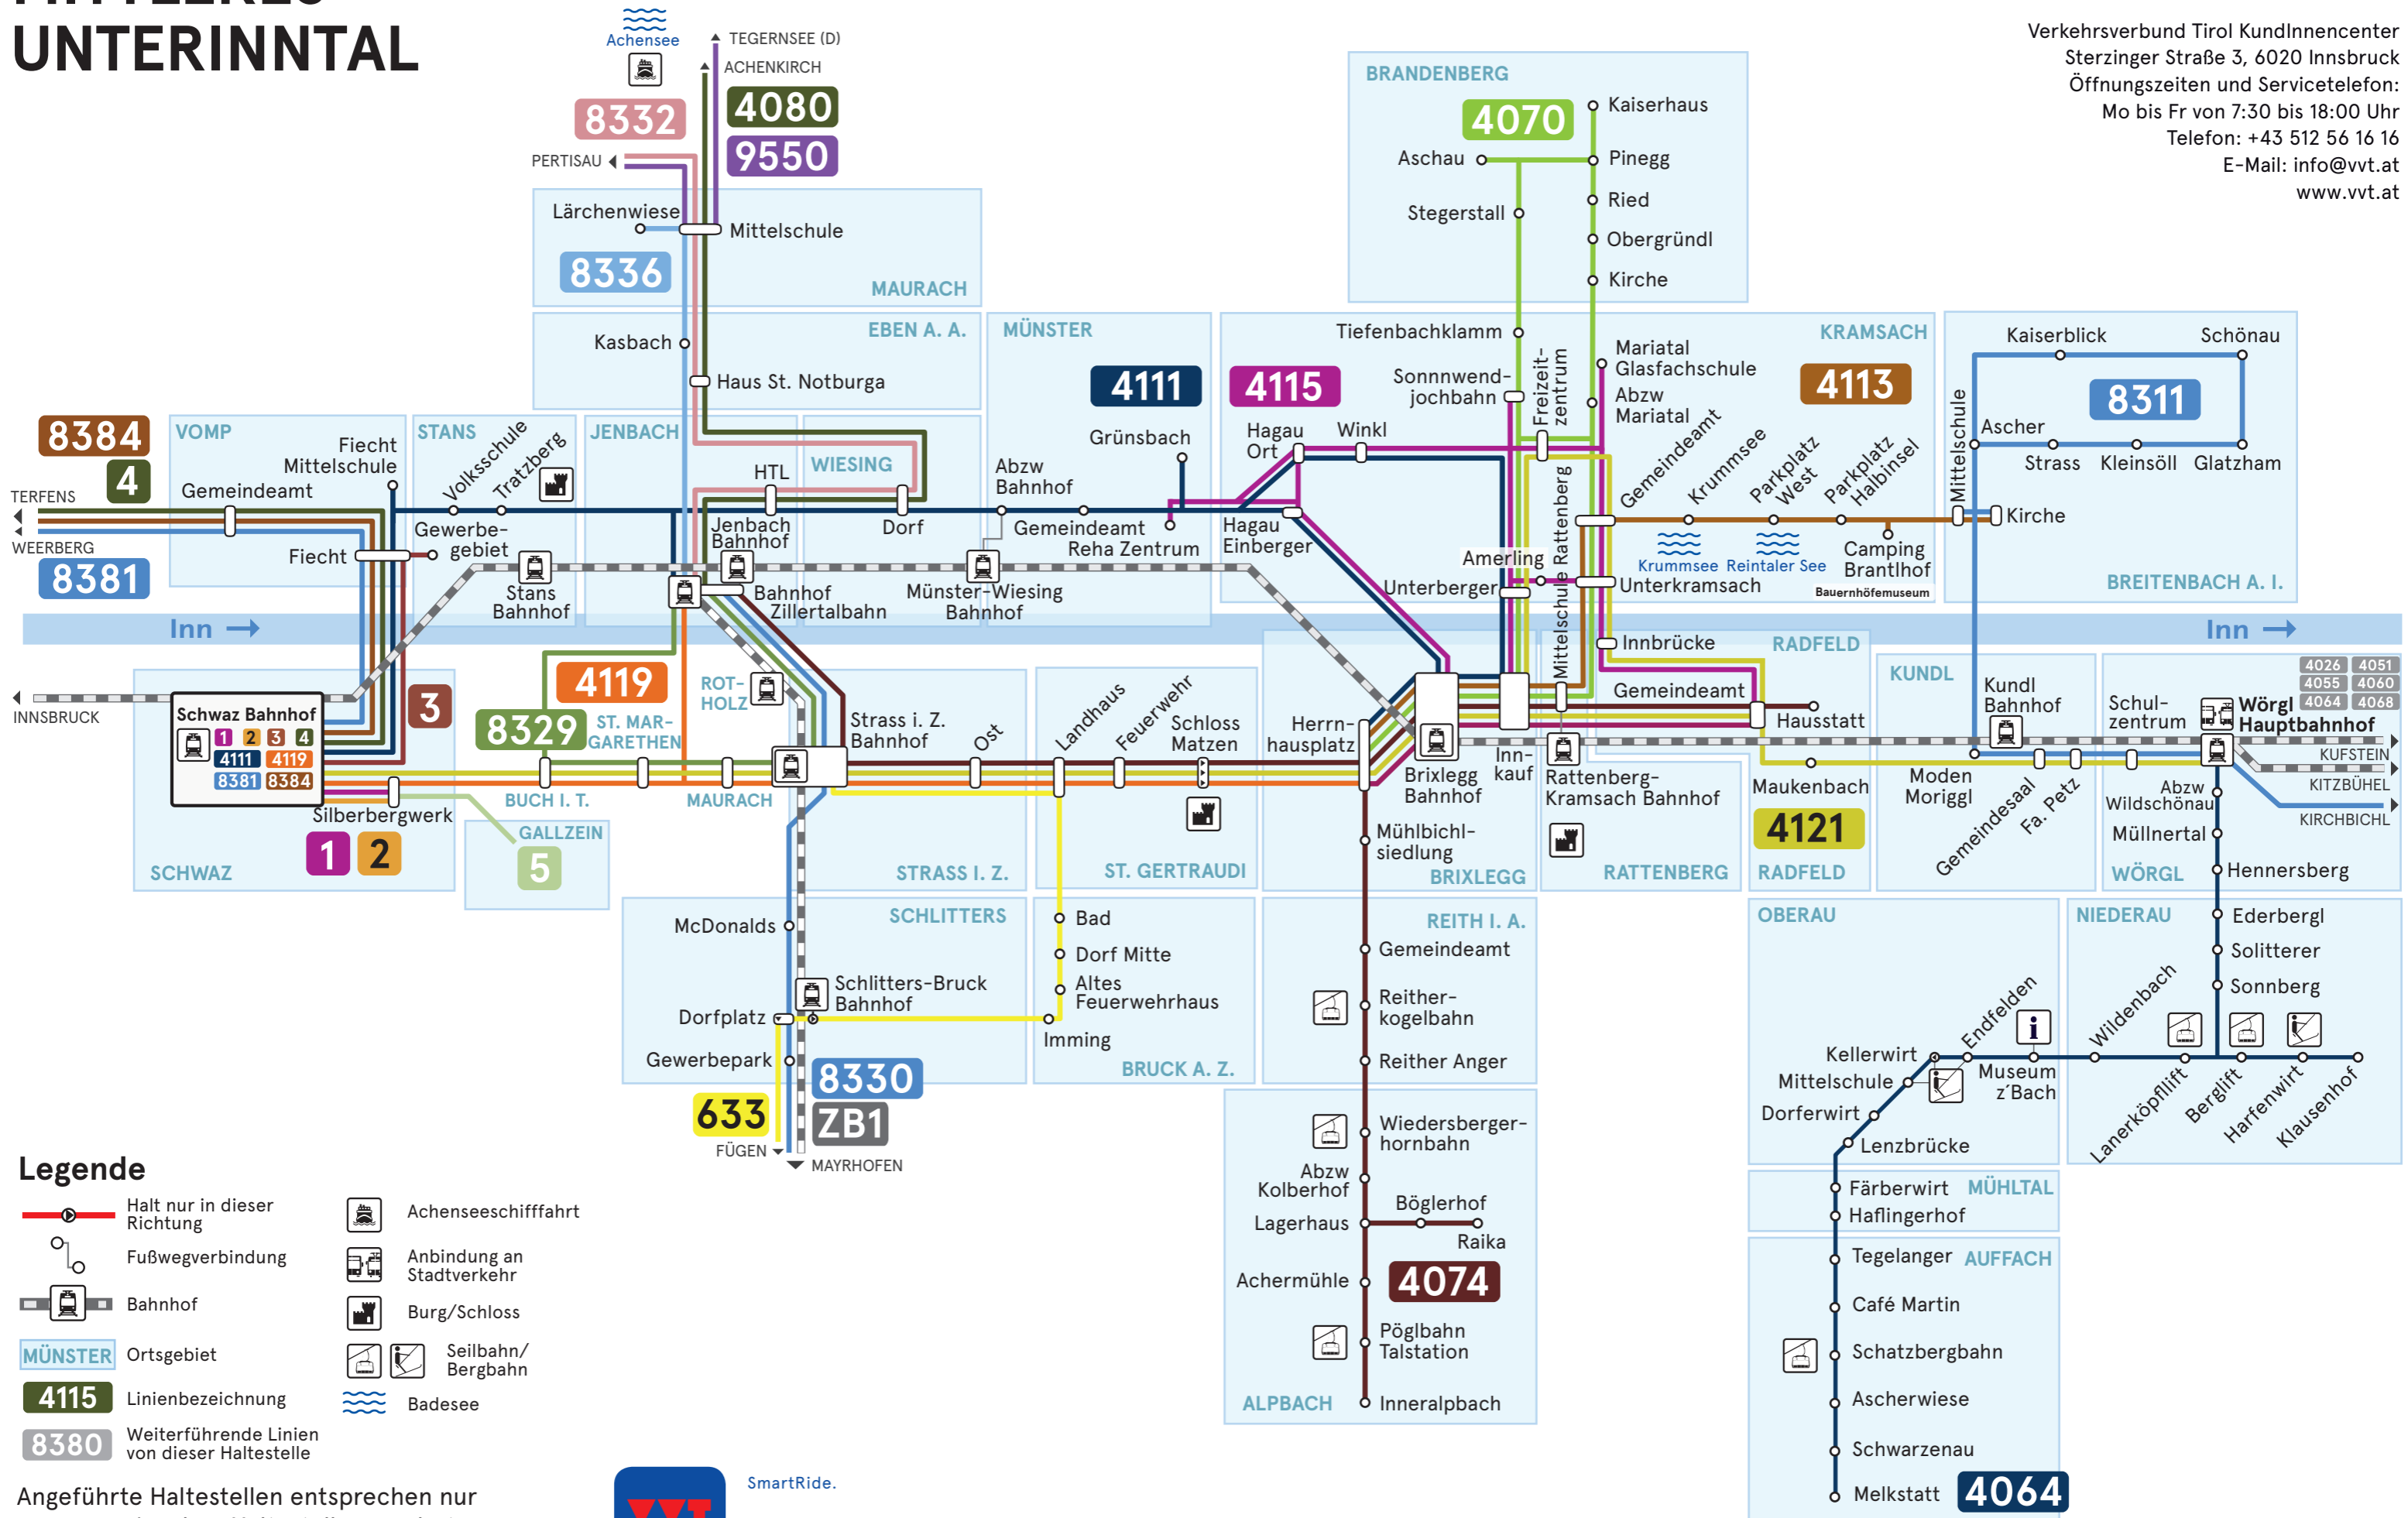 UNTERINNTAL
Achensee
TEGERNSEE (D)
ACHENKIRCH
8332
4080
9550
PERTISAU
Verkehrsverbund Tirol KundInnencenter
Sterzinger Straße 3, 6020 Innsbruck
Öffnungszeiten und Servicetelefon:
Mo bis Fr von 7:30 bis 18:00 Uhr
Telefon: +43 512 56 16 16
E-Mail: info@vvt.at
www.vvt.at
Lärchenwiese
Mittelschule
8336
MAURACH
Kasbach
EBEN A. A.
Haus St. Notburga
BRANDENBERG
4070
Kaiserhaus
Aschau
Pinegg
Ried
Stegerstall
Obergründl
Kirche
MÜNSTER
4111
Grünsbach
Abzw
Bahnhof
Gemeindeamt
Reha Zentrum
Münster-Wiesing
Bahnhof
KRAMSACH
4115
4113
Tiefenbachklamm
Sonnnwend-
jochbahn
Freizeit-
zentrum
Mariatal
Glasfachschule
Abzw
Mariatal
Hagau
Ort
Winkl
Hagau
Einberger
Gemeindeamt
Krummsee
Parkplatz
West
Parkplatz
Halbinsel
Krummsee
Reintaler See
Camping
Brantlhof
Bauernhöfemuseum
Amerling
Unterberger
Unterkramsach
Mittelschule Rattenberg
Innbrücke
Kaiserblick
Schönau
8311
Mittelschule
Ascher
Strass
Kleinsöll
Glatzham
Kirche
BREITENBACH A. I.
8384
4
TERFENS
WEERBERG
8381
VOMP
Fiecht
Mittelschule
Gemeindeamt
Fiecht
Gewerbe-
gebiet
STANS
Volksschule
Tratzberg
Stans
Bahnhof
JENBACH
HTL
Jenbach
Bahnhof
Bahnhof
Zillertalbahn
WIESING
Dorf
Inn →
Inn →
INNSBRUCK
Schwaz Bahnhof
1 2 3 4
4111 4119
8381 8384
3
Silberbergwerk
1
2
SCHWAZ
GALLZEIN
5
4119
8329
ST. MAR-
GARETHEN
BUCH I. T.
MAURACH
ROT-
HOLZ
Strass i. Z.
Bahnhof
Ost
STRASS I. Z.
Landhaus
Feuerwehr
Schloss
Matzen
ST. GERTRAUDI
Herrn-
hausplatz
Brixlegg
Bahnhof
Inn-
kauf
Mühlbichl-
siedlung
BRIXLEGG
Rattenberg-
Kramsach Bahnhof
RATTENBERG
RADFELD
Gemeindeamt
Hausstatt
Maukenbach
4121
RADFELD
KUNDL
Kundl
Bahnhof
Moden
Moriggl
Gemeindesaal
Fa. Petz
Schul-
zentrum
4026 4051
4055 4060
4064 4068
Wörgl
Hauptbahnhof
KUFSTEIN
KITZBÜHEL
KIRCHBICHL
Abzw
Wildschönau
Müllnertal
Hennersberg
WÖRGL
SCHLITTERS
McDonalds
Schlitters-Bruck
Bahnhof
Dorfplatz
Gewerbepark
8330
633
ZB1
FÜGEN
MAYRHOFEN
Bad
Dorf Mitte
Altes
Feuerwehrhaus
Imming
BRUCK A. Z.
REITH I. A.
Gemeindeamt
Reither-
kogelbahn
Reither Anger
Wiedersberger-
hornbahn
Abzw
Kolberhof
Böglerhof
Lagerhaus
Raika
Achermühle
4074
Pöglbahn
Talstation
ALPBACH
Inneralpbach
OBERAU
Endfelden
Kellerwirt
Mittelschule
Museum
z´Bach
Dorferwirt
Lenzbrücke
NIEDERAU
Ederbergl
Solitterer
Sonnberg
Wildenbach
Lanerköpfllift
Berglift
Harfenwirt
Klausenhof
Färberwirt
MÜHLTAL
Haflingerhof
Tegelanger
AUFFACH
Café Martin
Schatzbergbahn
Ascherwiese
Schwarzenau
Melkstatt
4064
Legende
Halt nur in dieser
Richtung
Fußwegverbindung
Bahnhof
MÜNSTER Ortsgebiet
4115 Linienbezeichnung
8380 Weiterführende Linien
von dieser Haltestelle
Achenseeschifffahrt
Anbindung an
Stadtverkehr
Burg/Schloss
Seilbahn/
Bergbahn
Badesee
Angeführte Haltestellen entsprechen nur
SmartRide.